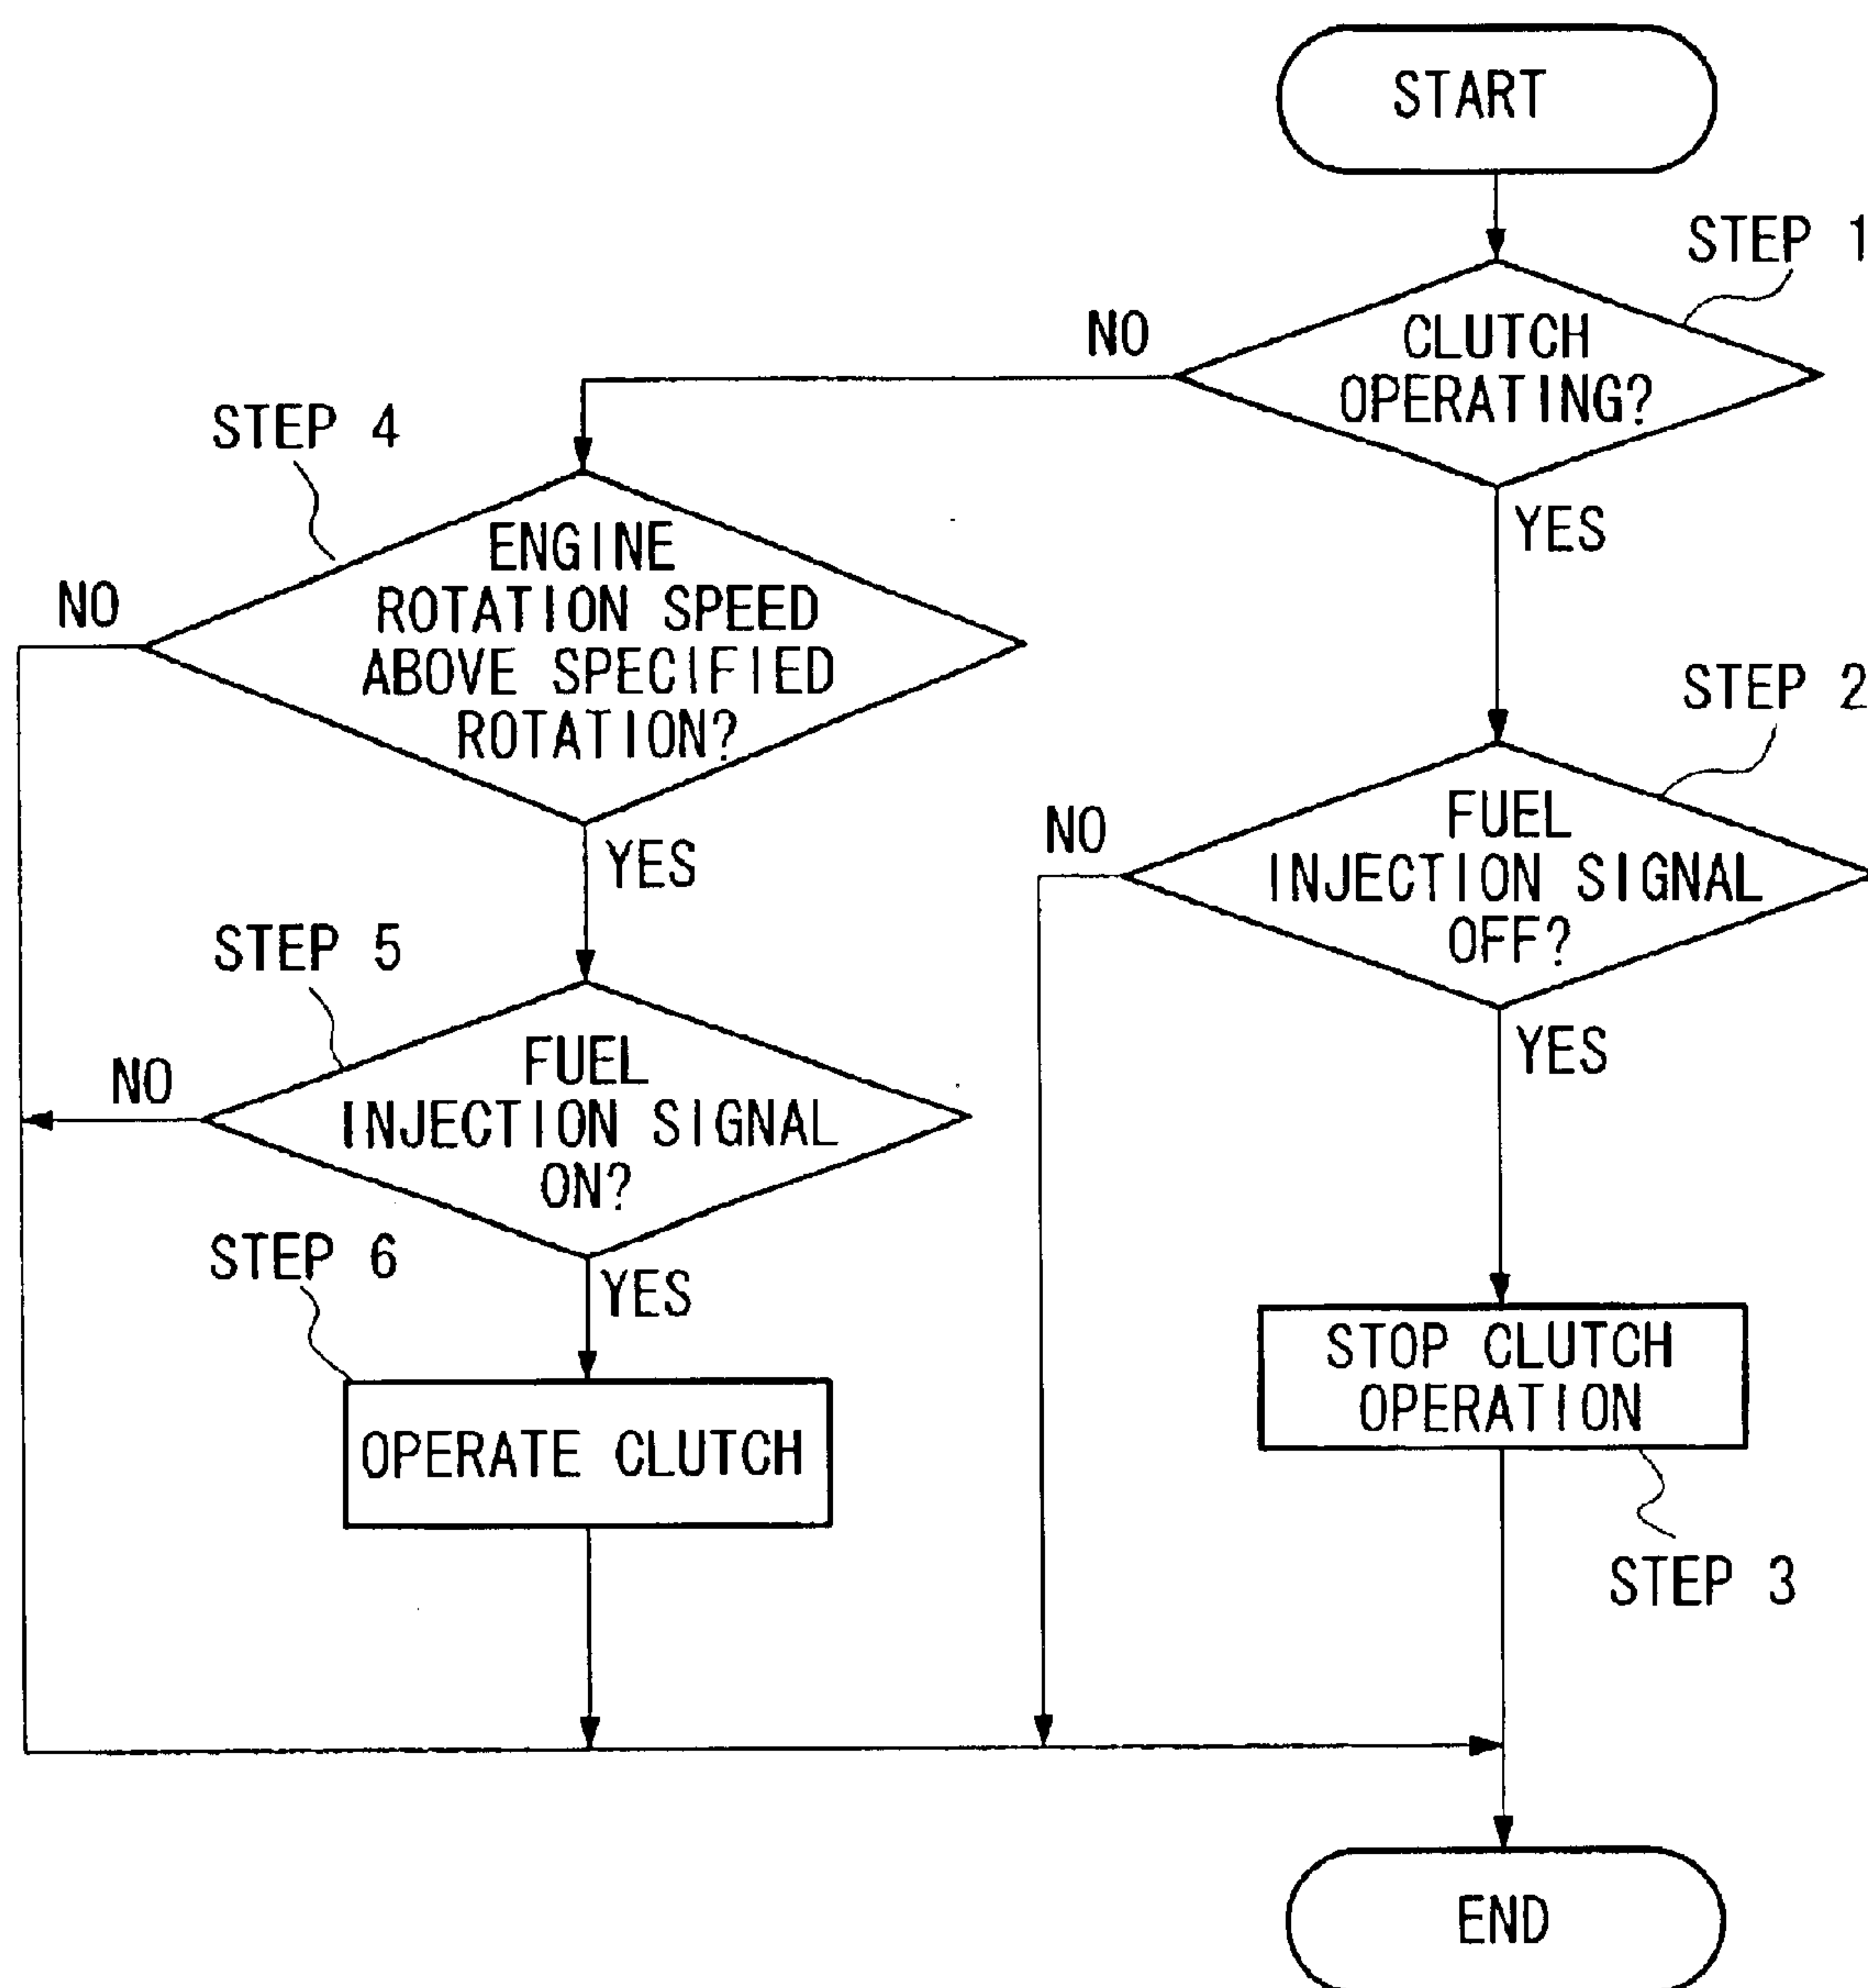 START
STEP 1
NO
CLUTCH
OPERATING?
YES
STEP 4
ENGINE
ROTATION SPEED
ABOVE SPECIFIED
ROTATION?
NO
YES
STEP 2
FUEL
INJECTION SIGNAL
OFF?
NO
YES
STEP 5
FUEL
INJECTION SIGNAL
ON?
NO
YES
STEP 6
OPERATE CLUTCH
STOP CLUTCH
OPERATION
STEP 3
END